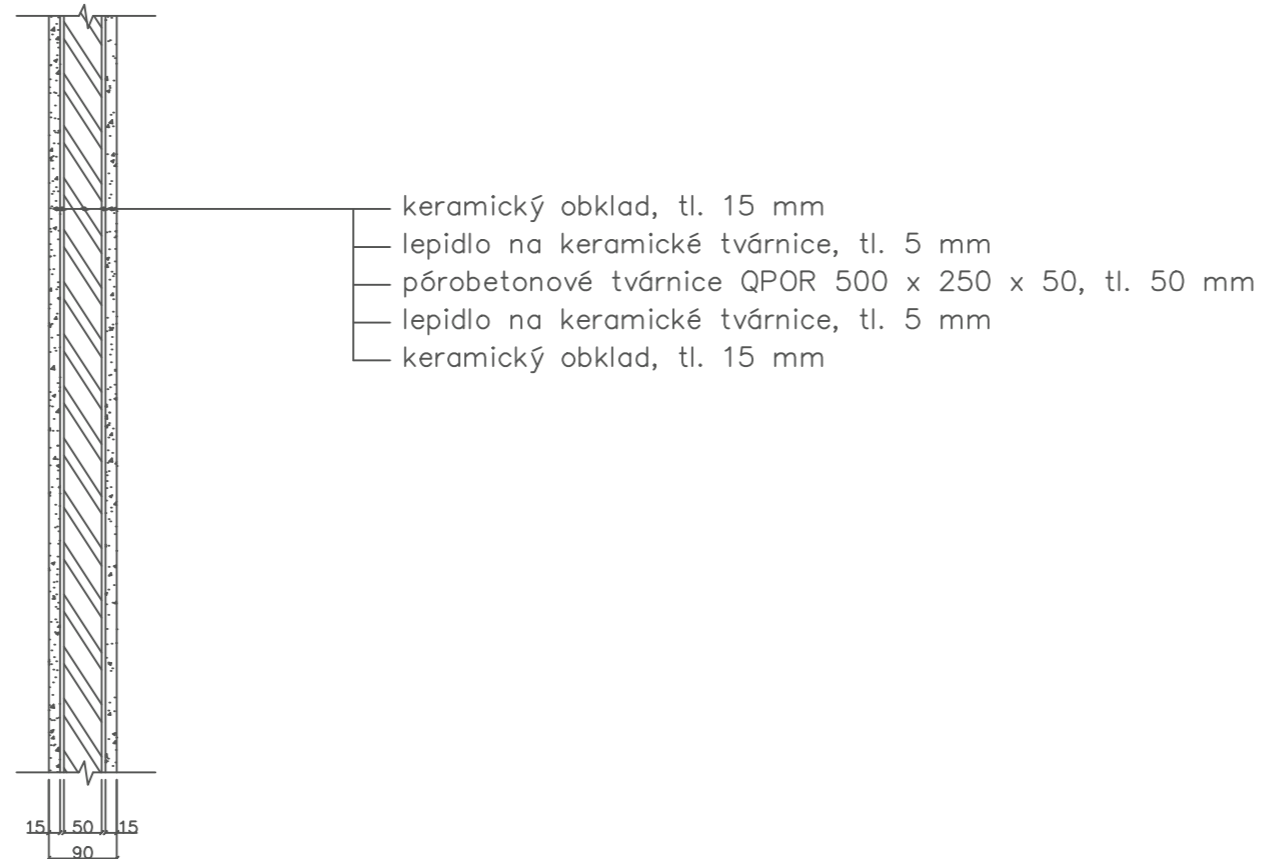 keramický obklad, tl. 15 mm
lepidlo na keramické tvárnice, tl. 5 mm
pórobetonové tvárnice QPOR 500 x 250 x 50, tl. 50 mm
lepidlo na keramické tvárnice, tl. 5 mm
keramický obklad, tl. 15 mm
15 50 15
90